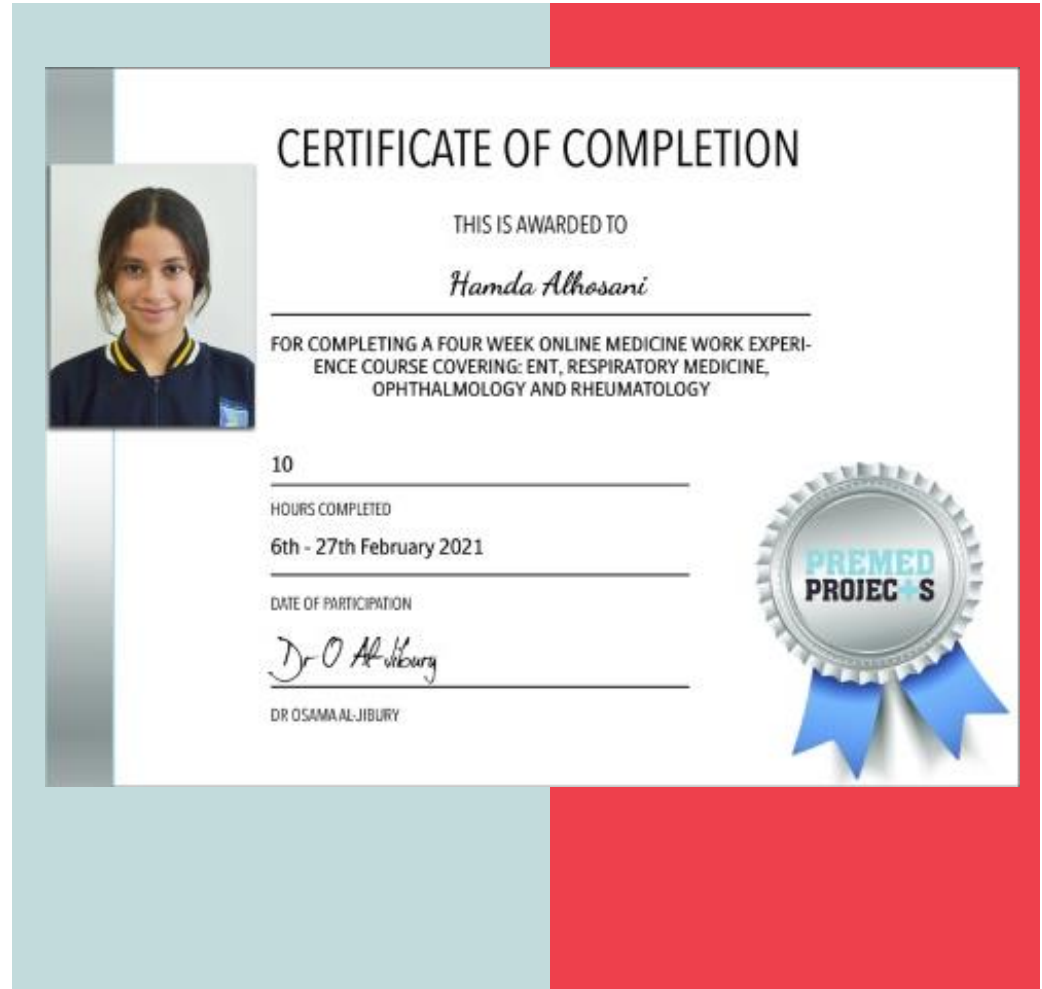 CERTIFICATE OF COMPLETION
THIS IS AWARDED TO
Hamda Alhosani
FOR COMPLETING A FOUR WEEK ONLINE MEDICINE WORK EXPERI-
ENCE COURSE COVERING: ENT, RESPIRATORY MEDICINE,
OPHTHALMOLOGY AND RHEUMATOLOGY
10
HOURS COMPLETED
6th - 27th February 2021
DATE OF PARTICIPATION
Dr O Al-Jibury
DR OSAMA AL-JIBURY
PREMED
PROJEC+S